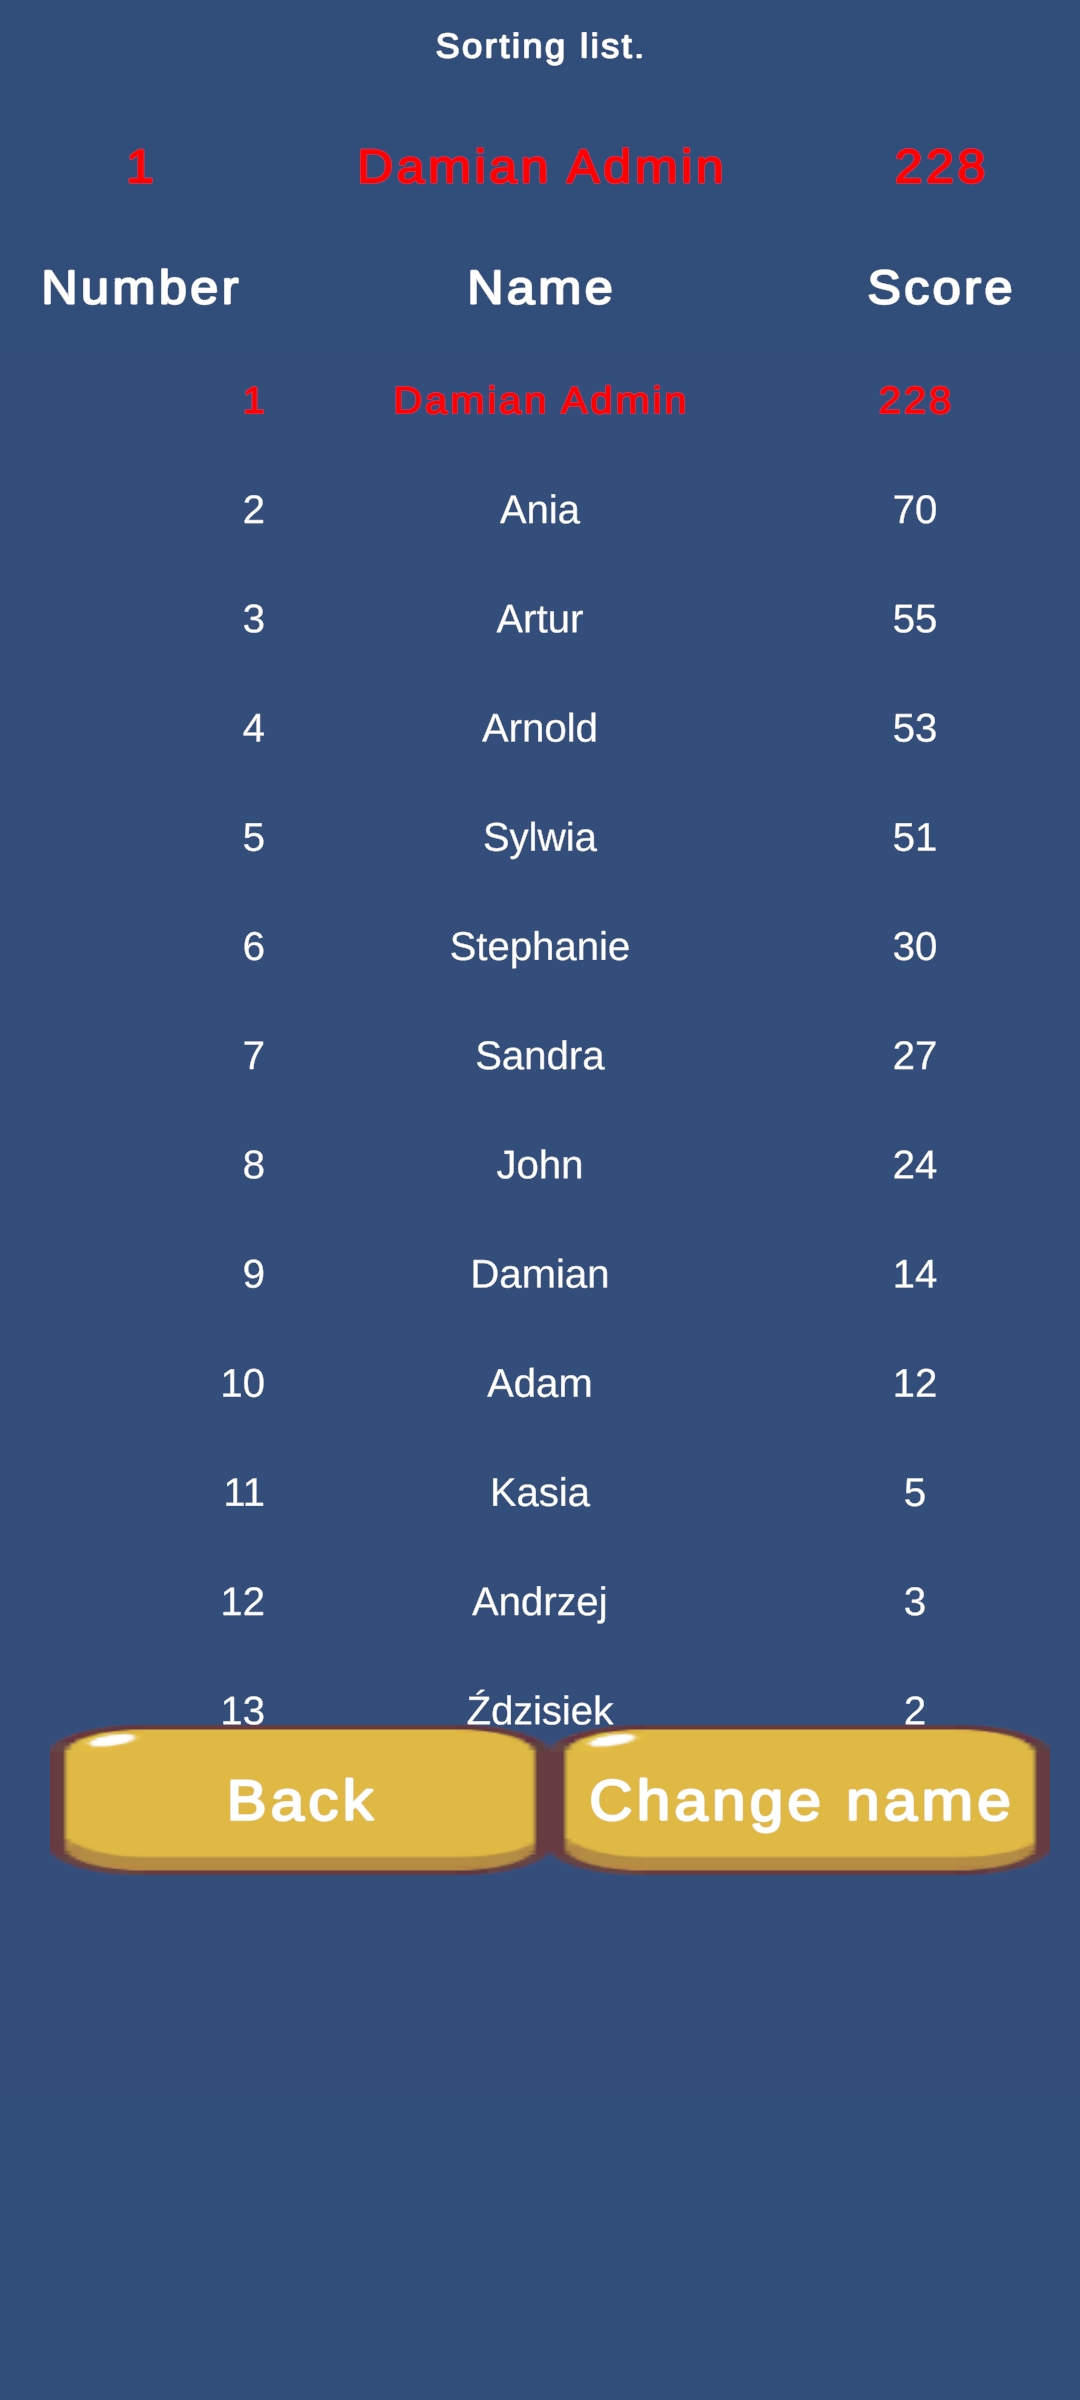 Sorting list.
1 Damian Admin 228
Number Name Score
1 Damian Admin 228
2 Ania 70
3 Artur 55
4 Arnold 53
5 Sylwia 51
6 Stephanie 30
7 Sandra 27
8 John 24
9 Damian 14
10 Adam 12
11 Kasia 5
12 Andrzej 3
13 Ździsiek 2
Back Change name